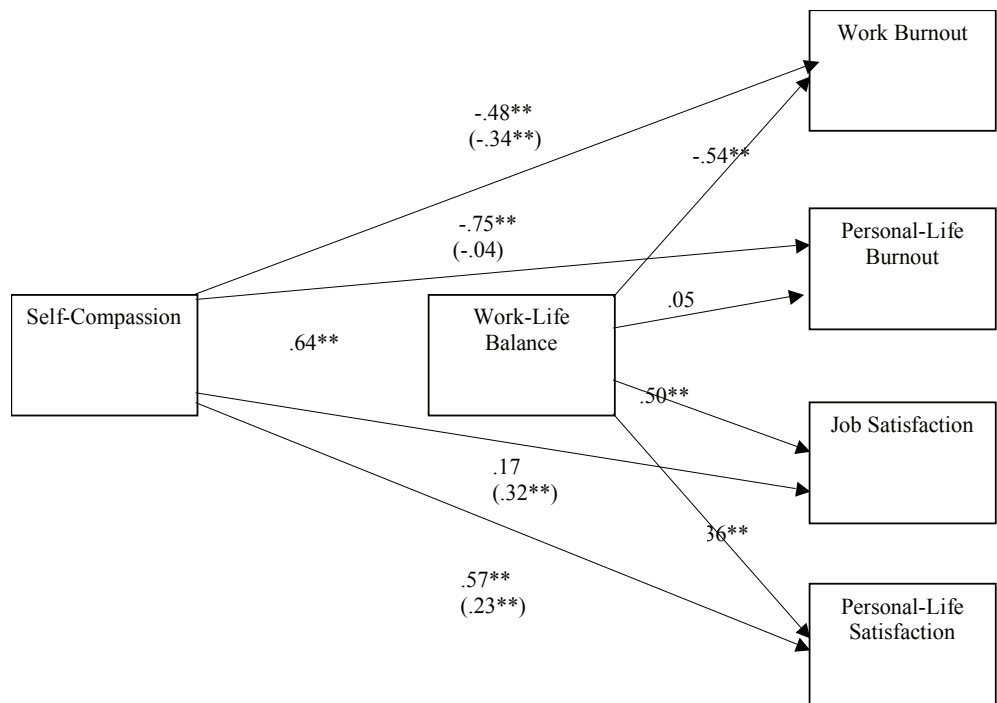 Work Burnout
-.48**
(-.34**)
-.54**
-.75**
(-.04)
Personal-Life
Burnout
.05
Self-Compassion
.64**
Work-Life
Balance
.50**
Job Satisfaction
.17
(.32**)
36**
.57**
(.23**)
Personal-Life
Satisfaction